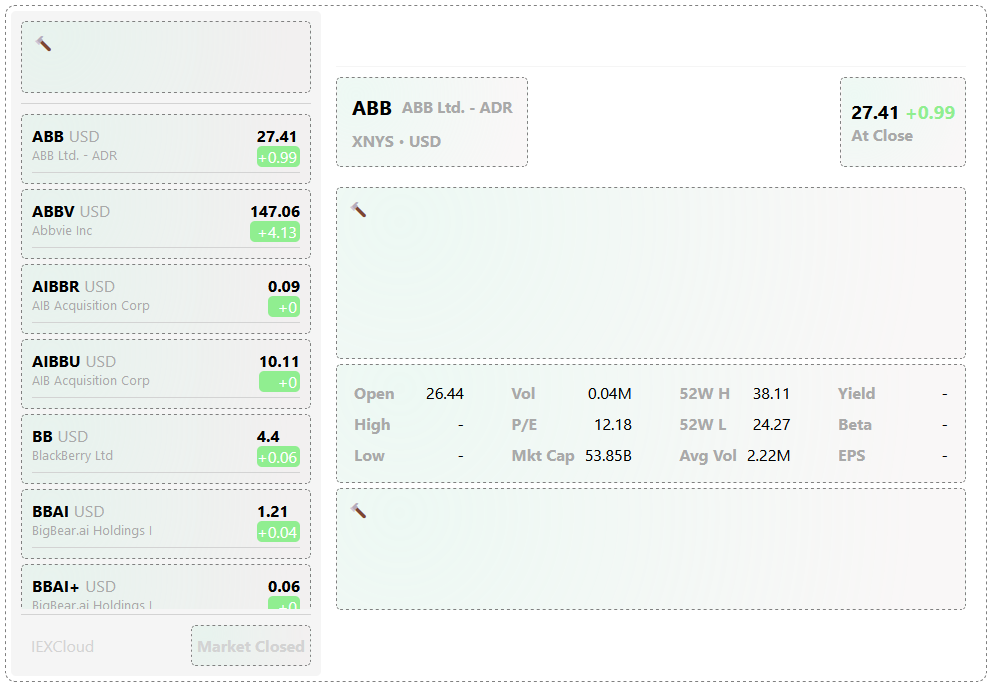 ABB USD 27.41
ABB Ltd. - ADR +0.99
ABBV USD 147.06
Abbvie Inc +4.13
AIBBR USD 0.09
AIB Acquisition Corp +0
AIBBU USD 10.11
AIB Acquisition Corp +0
BB USD 4.4
BlackBerry Ltd +0.06
BBAI USD 1.21
BigBear.ai Holdings I +0.04
BBAI+ USD 0.06
BigBear.ai Holdings I +0
IEXCloud Market Closed
ABB ABB Ltd. - ADR
XNYS • USD
27.41 +0.99
At Close
Open 26.44 Vol 0.04M 52W H 38.11 Yield -
High - P/E 12.18 52W L 24.27 Beta -
Low - Mkt Cap 53.85B Avg Vol 2.22M EPS -